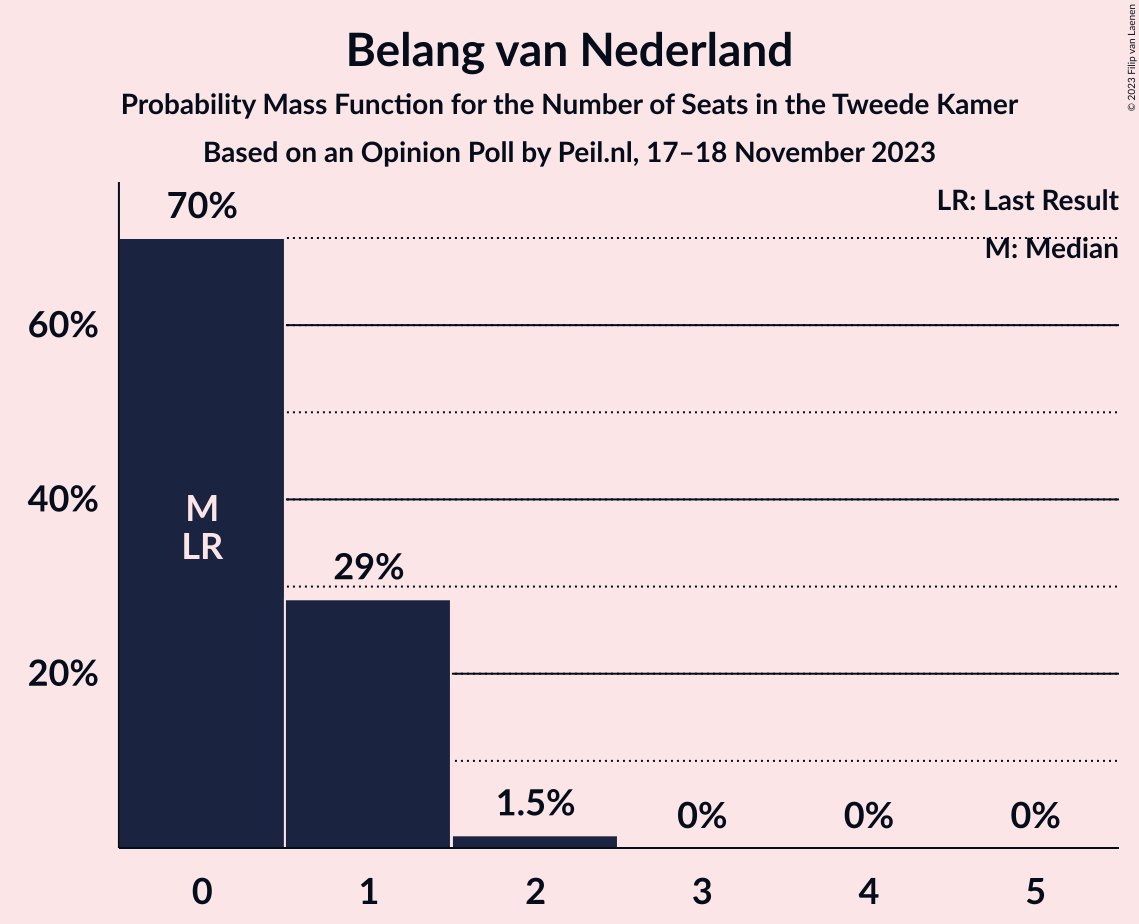 Belang van Nederland
Probability Mass Function for the Number of Seats in the Tweede Kamer
Based on an Opinion Poll by Peil.nl, 17–18 November 2023
© 2023 Filip van Laenen
LR: Last Result
M: Median
70%
60%
40%
20%
M
LR
29%
1.5%
0%
0%
0%
0
1
2
3
4
5